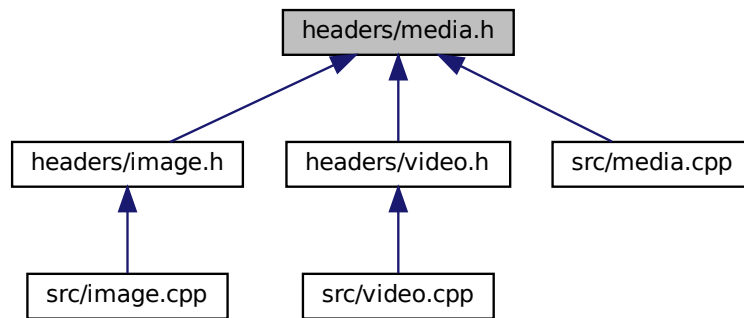 headers/media.h
headers/image.h
headers/video.h
src/media.cpp
src/image.cpp
src/video.cpp